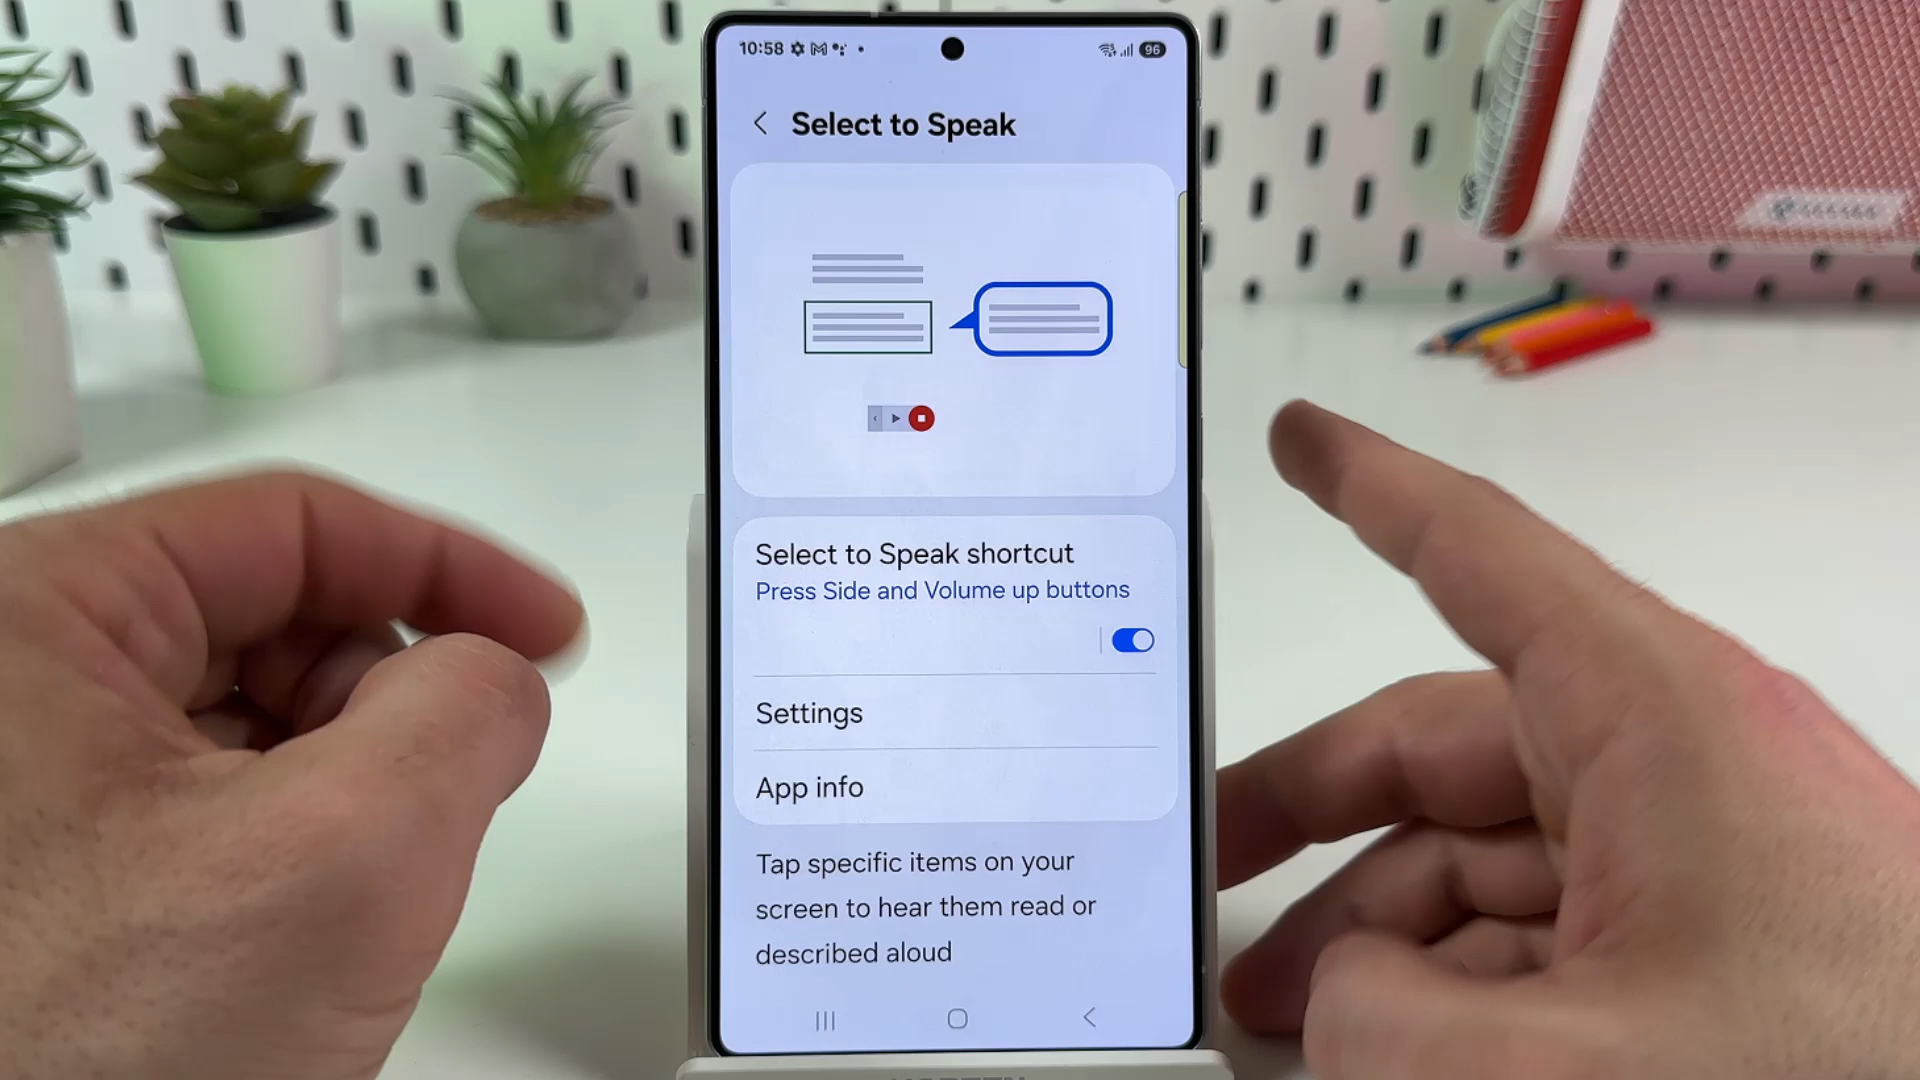 10:58
96
Select to Speak
Select to Speak shortcut
Press Side and Volume up buttons
Settings
App info
Tap specific items on your
screen to hear them read or
described aloud